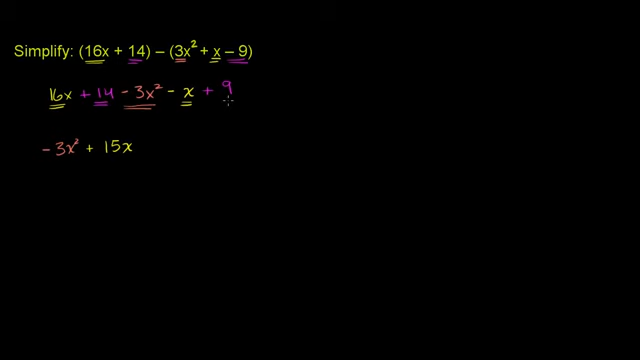 Simplify: (16x + 14) – (3x² + x – 9)
16x + 14 - 3x² - x + 9
- 3x² + 15x